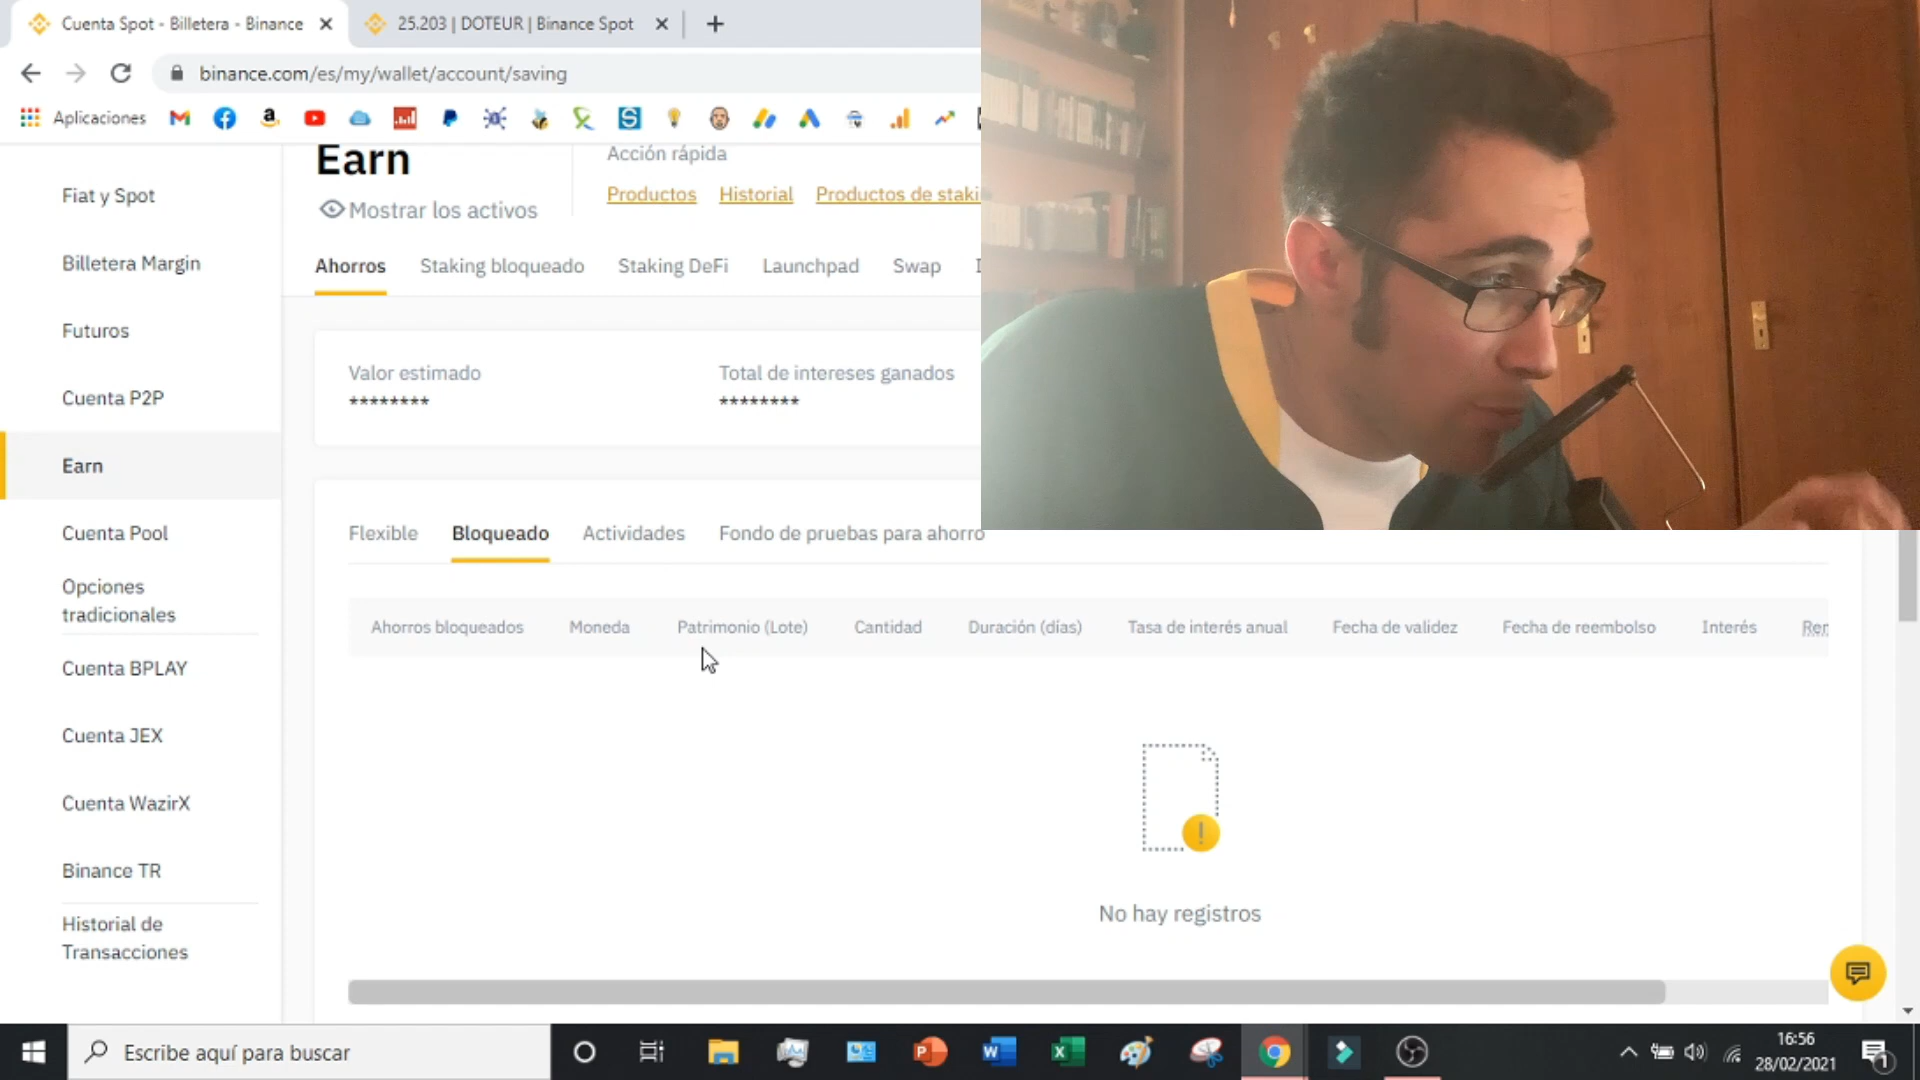 Cuenta Spot - Billetera - Binance
25.203 | DOTEUR | Binance Spot
binance.com/es/my/wallet/account/saving
Aplicaciones
Fiat y Spot
Billetera Margin
Futuros
Cuenta P2P
Earn
Cuenta Pool
Opciones
tradicionales
Cuenta BPLAY
Cuenta JEX
Cuenta WazirX
Binance TR
Historial de
Transacciones
Earn
Mostrar los activos
Acción rápida
Productos Historial Productos de staki
Ahorros Staking bloqueado Staking DeFi Launchpad Swap
Valor estimado Total de intereses ganados
******** ********
Flexible Bloqueado Actividades Fondo de pruebas para ahorro
Ahorros bloqueados Moneda Patrimonio (Lote) Cantidad Duración (días) Tasa de interés anual Fecha de validez Fecha de reembolso Interés Ren
No hay registros
Escribe aquí para buscar
16:56
28/02/2021
1